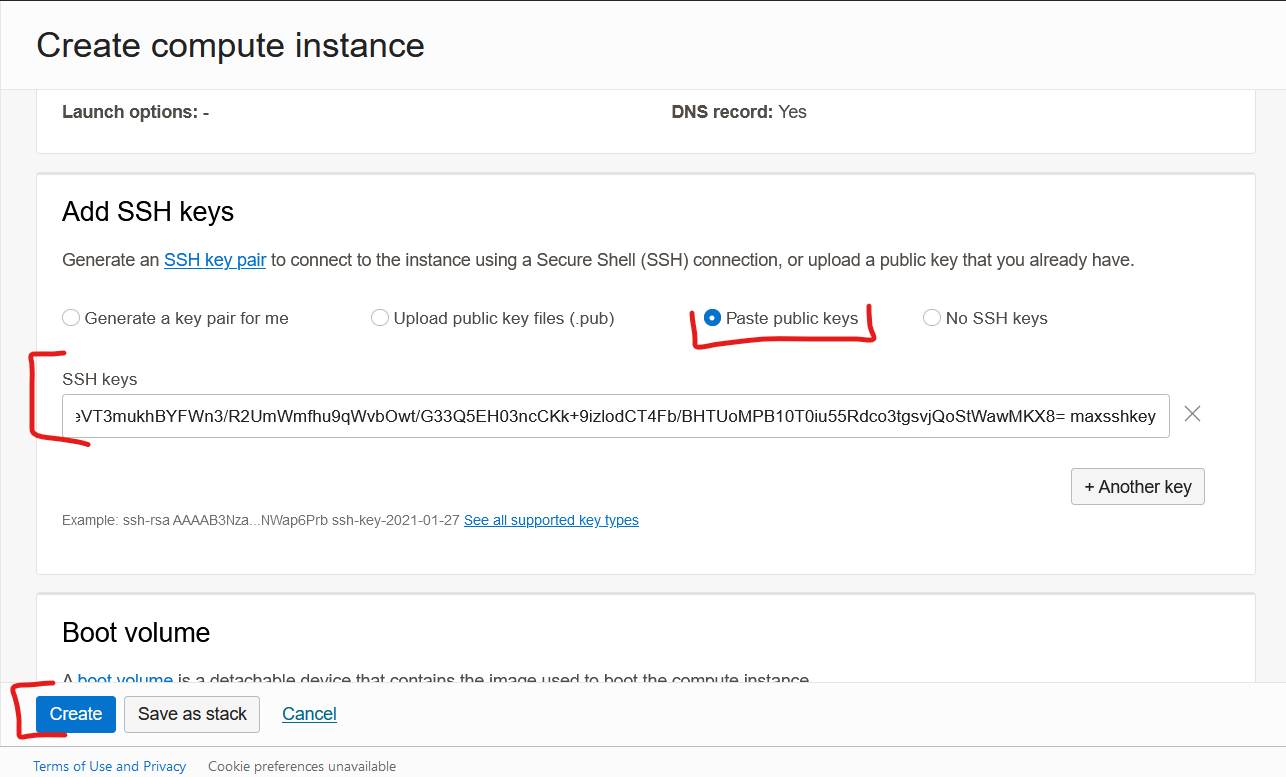 Create compute instance
Launch options: - DNS record: Yes
Add SSH keys
Generate an SSH key pair to connect to the instance using a Secure Shell (SSH) connection, or upload a public key that you already have.
Generate a key pair for me Upload public key files (.pub) Paste public keys No SSH keys
SSH keys
eVT3mukhBYFWn3/R2UmWmfhu9qWvbOwt/G33Q5EH03ncCKk+9izlodCT4Fb/BHTUoMPB10T0iu55Rdco3tgsvjQoStWawMKX8= maxsshkey
+ Another key
Example: ssh-rsa AAAAB3Nza...NWap6Prb ssh-key-2021-01-27 See all supported key types
Boot volume
A boot volume is a detachable device that contains the image used to boot the compute instance.
Create Save as stack Cancel
Terms of Use and Privacy Cookie preferences unavailable